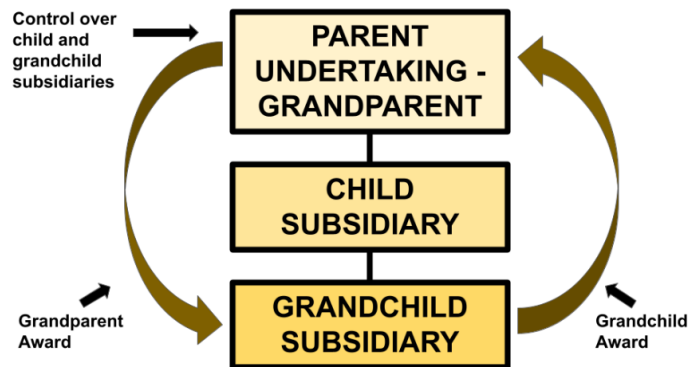 Control over
child and
grandchild
subsidiaries
PARENT
UNDERTAKING -
GRANDPARENT
CHILD
SUBSIDIARY
GRANDCHILD
SUBSIDIARY
Grandparent
Award
Grandchild
Award